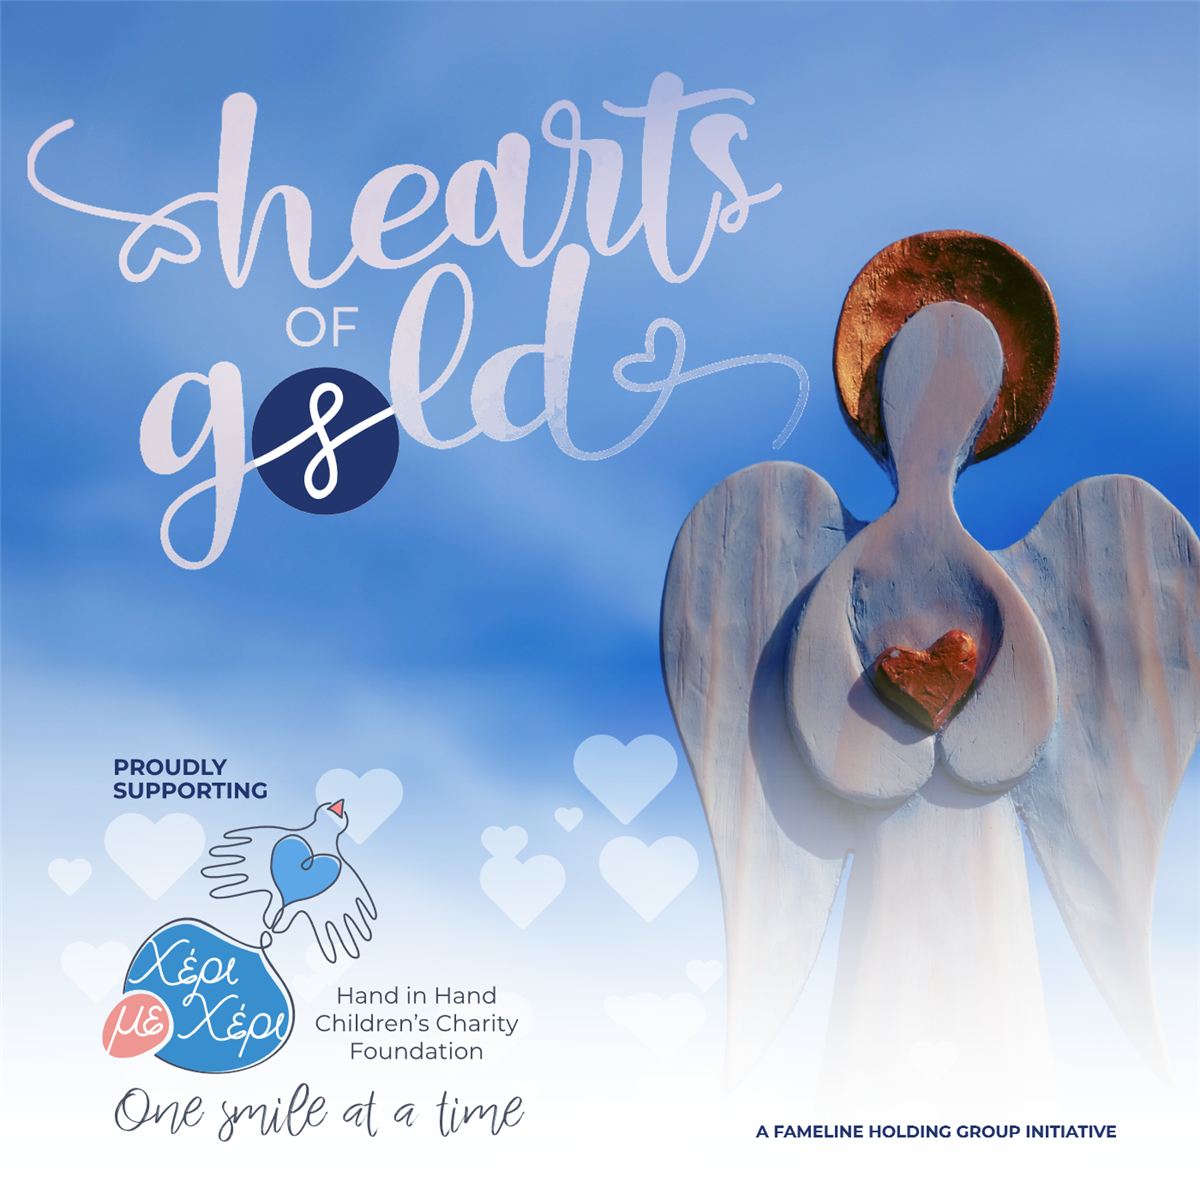 hearts
OF
gold
PROUDLY
SUPPORTING
Χέρι
με Χέρι
Hand in Hand
Children's Charity
Foundation
One smile at a time
A FAMELINE HOLDING GROUP INITIATIVE